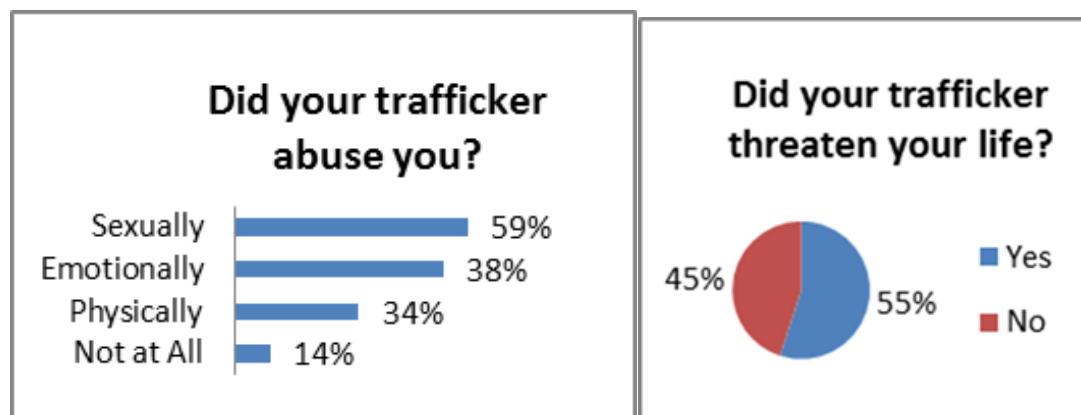 Did your trafficker
abuse you?
Sexually 59%
Emotionally 38%
Physically 34%
Not at All 14%
Did your trafficker
threaten your life?
45%
55%
Yes
No